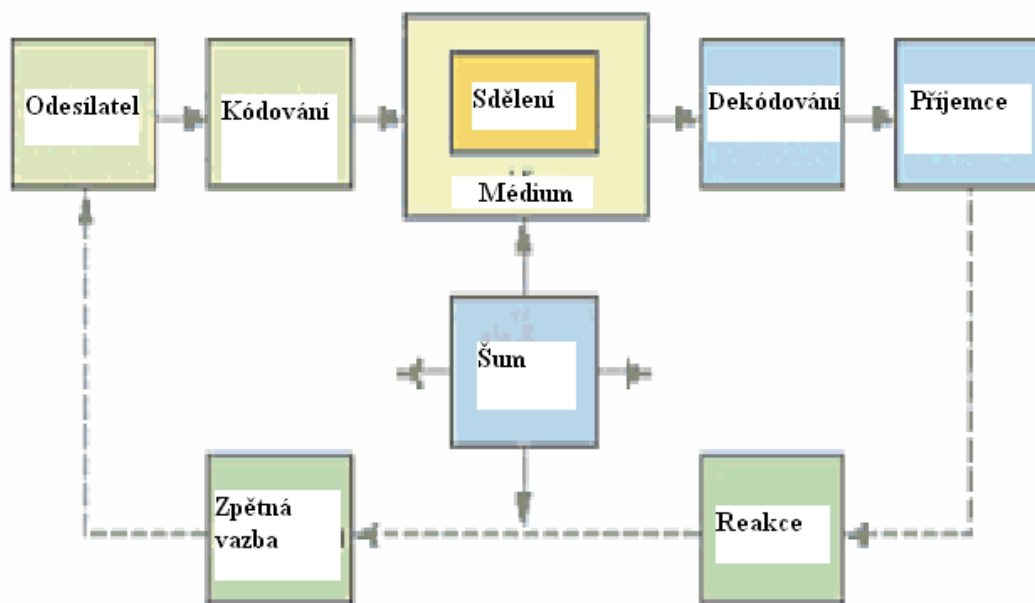 Odesílatel
Kódování
Sdělení
Médium
Dekódování
Příjemce
Šum
Zpětná
vazba
Reakce